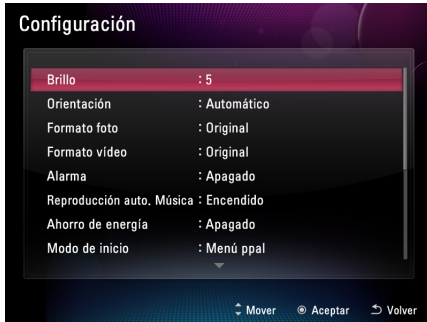 Configuración
Brillo : 5
Orientación : Automático
Formato foto : Original
Formato vídeo : Original
Alarma : Apagado
Reproducción auto. Música : Encendido
Ahorro de energía : Apagado
Modo de inicio : Menú ppal
Mover Aceptar Volver